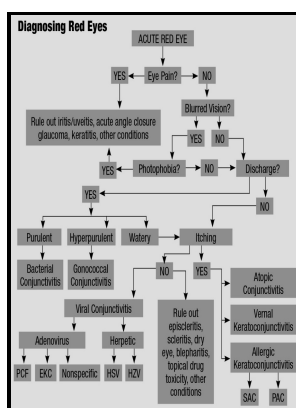 Diagnosing Red Eyes
ACUTE RED EYE
YES
Eye Pain?
NO
Rule out iritis/uveitis, acute angle closure
glaucoma, keratitis, other conditions
Blurred Vision?
YES
NO
YES
Photophobia?
NO
Discharge?
YES
NO
Purulent
Hyperpurulent
Watery
Itching
Bacterial
Conjunctivitis
Gonococcal
Conjunctivitis
NO
NO
YES
Atopic
Conjunctivitis
Viral Conjunctivitis
Rule out
episcleritis,
scleritis, dry
eye, blepharitis,
topical drug
toxicity, other
conditions
Vernal
Keratoconjunctivitis
Adenovirus
Herpetic
Allergic
Keratoconjunctivitis
PCF
EKC
Nonspecific
HSV
HZV
SAC
PAC